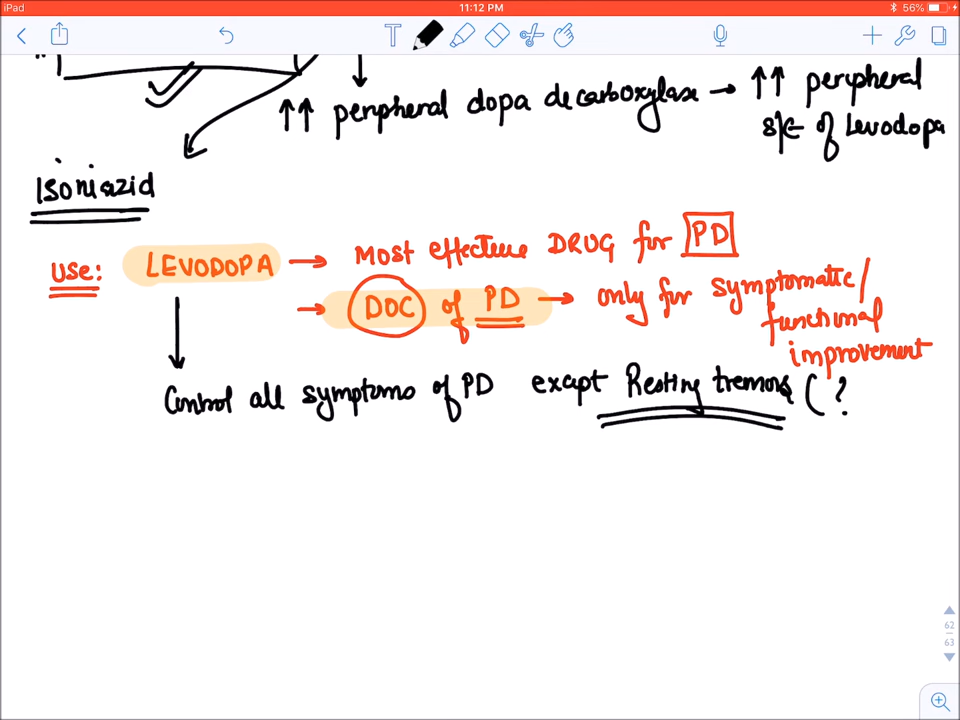 iPad
11:12 PM
56%
T
↑↑ peripheral dopa decarboxylase → ↑↑ peripheral
S/E of Levodopa
Isoniazid
Use: LEVODOPA → Most effective DRUG for PD
→ DOC of PD → only for symptomatic/
functional
improvement
Control all symptoms of PD exapt Resting tremors ( ?
62
63